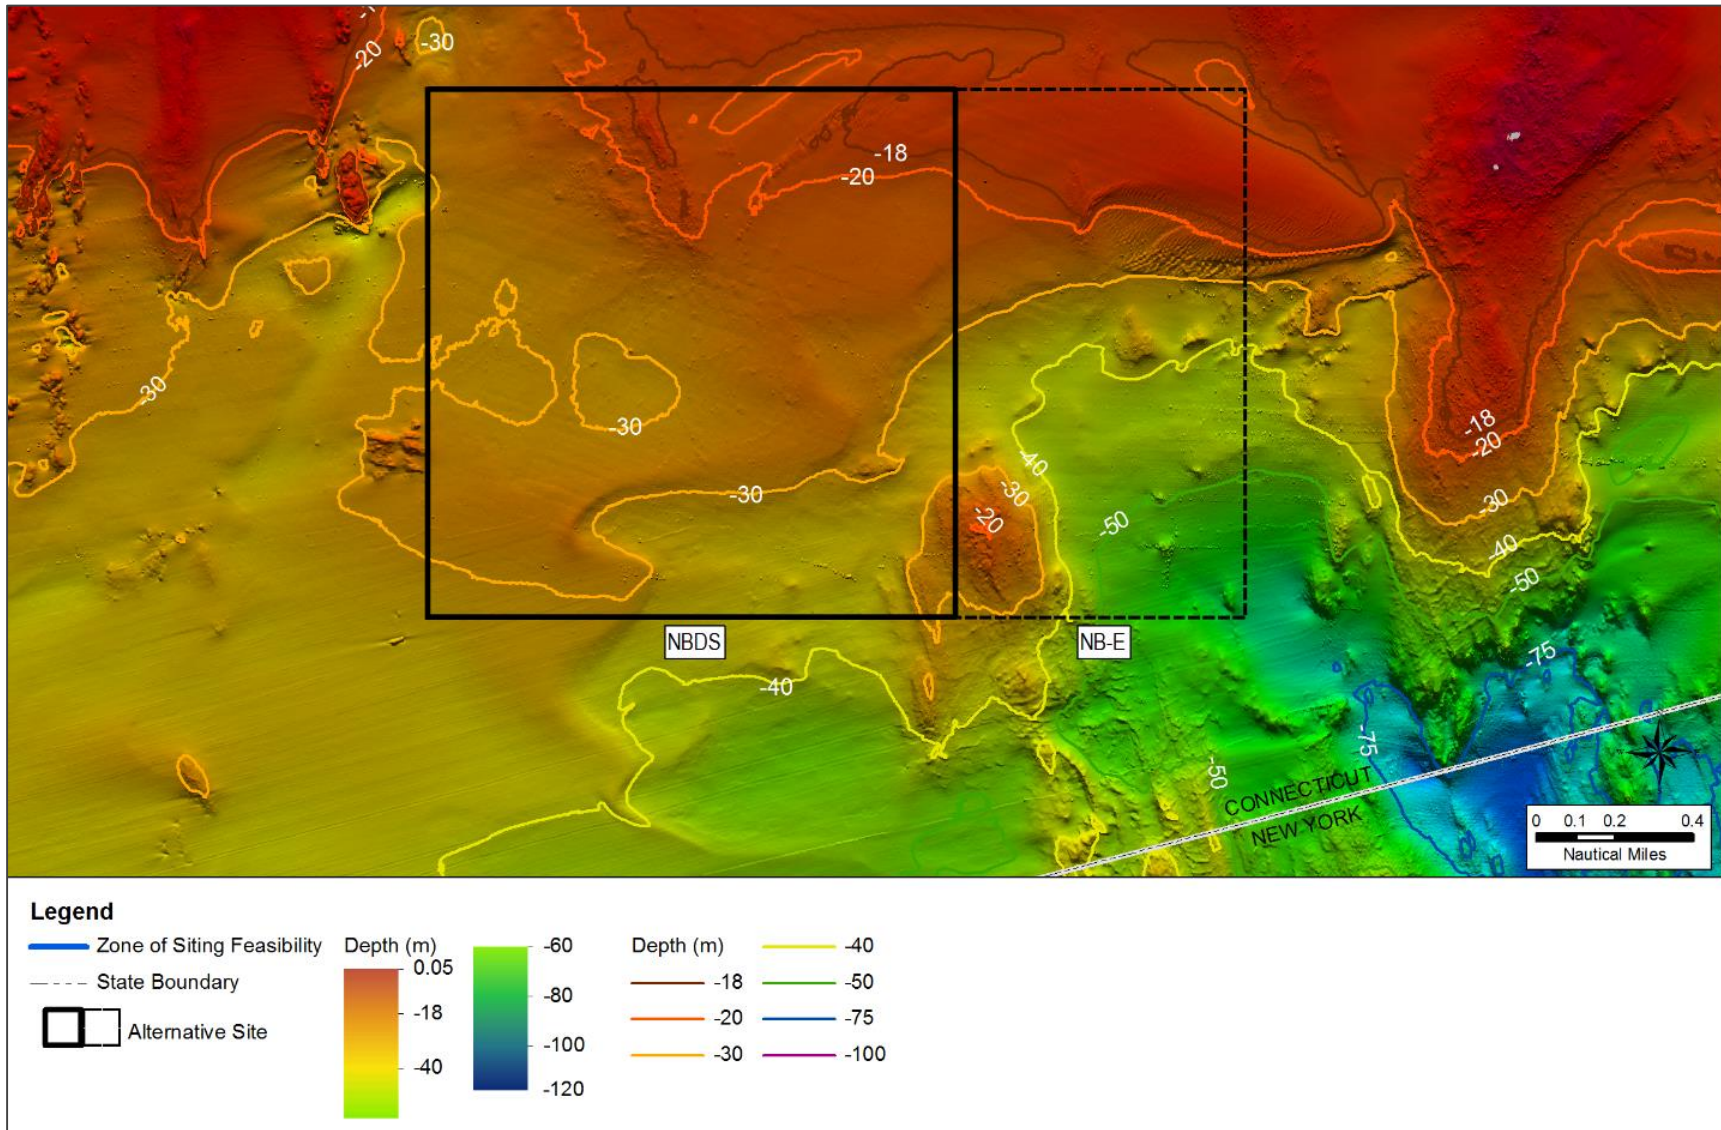 -1
-20
-30
-18
-20
-30
-30
-30
-40
-30
-20
-50
-18
-20
-30
-40
-50
NBDS
NB-E
-40
-75
-75
-50
CONNECTICUT
NEW YORK
0 0.1 0.2 0.4
Nautical Miles
Legend
Zone of Siting Feasibility
State Boundary
Alternative Site
Depth (m)
0.05
-18
-40
-60
-80
-100
-120
Depth (m)
-18
-20
-30
-40
-50
-75
-100